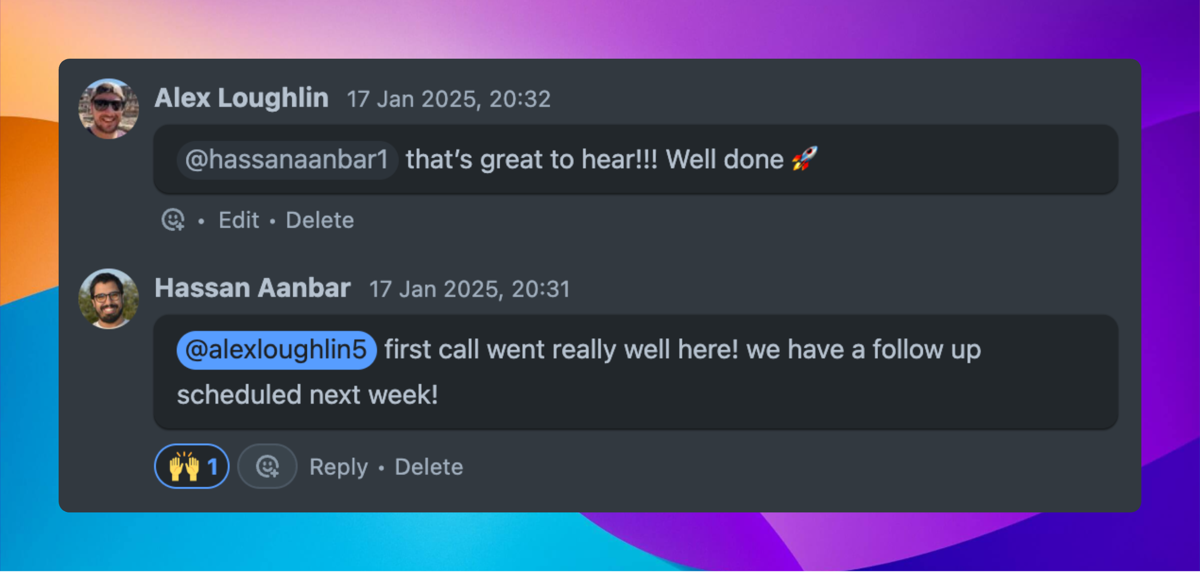 Alex Loughlin 17 Jan 2025, 20:32
@hassanaanbar1 that’s great to hear!!! Well done 🚀
• Edit • Delete
Hassan Aanbar 17 Jan 2025, 20:31
@alexloughlin5 first call went really well here! we have a follow up
scheduled next week!
🙌 1 Reply • Delete